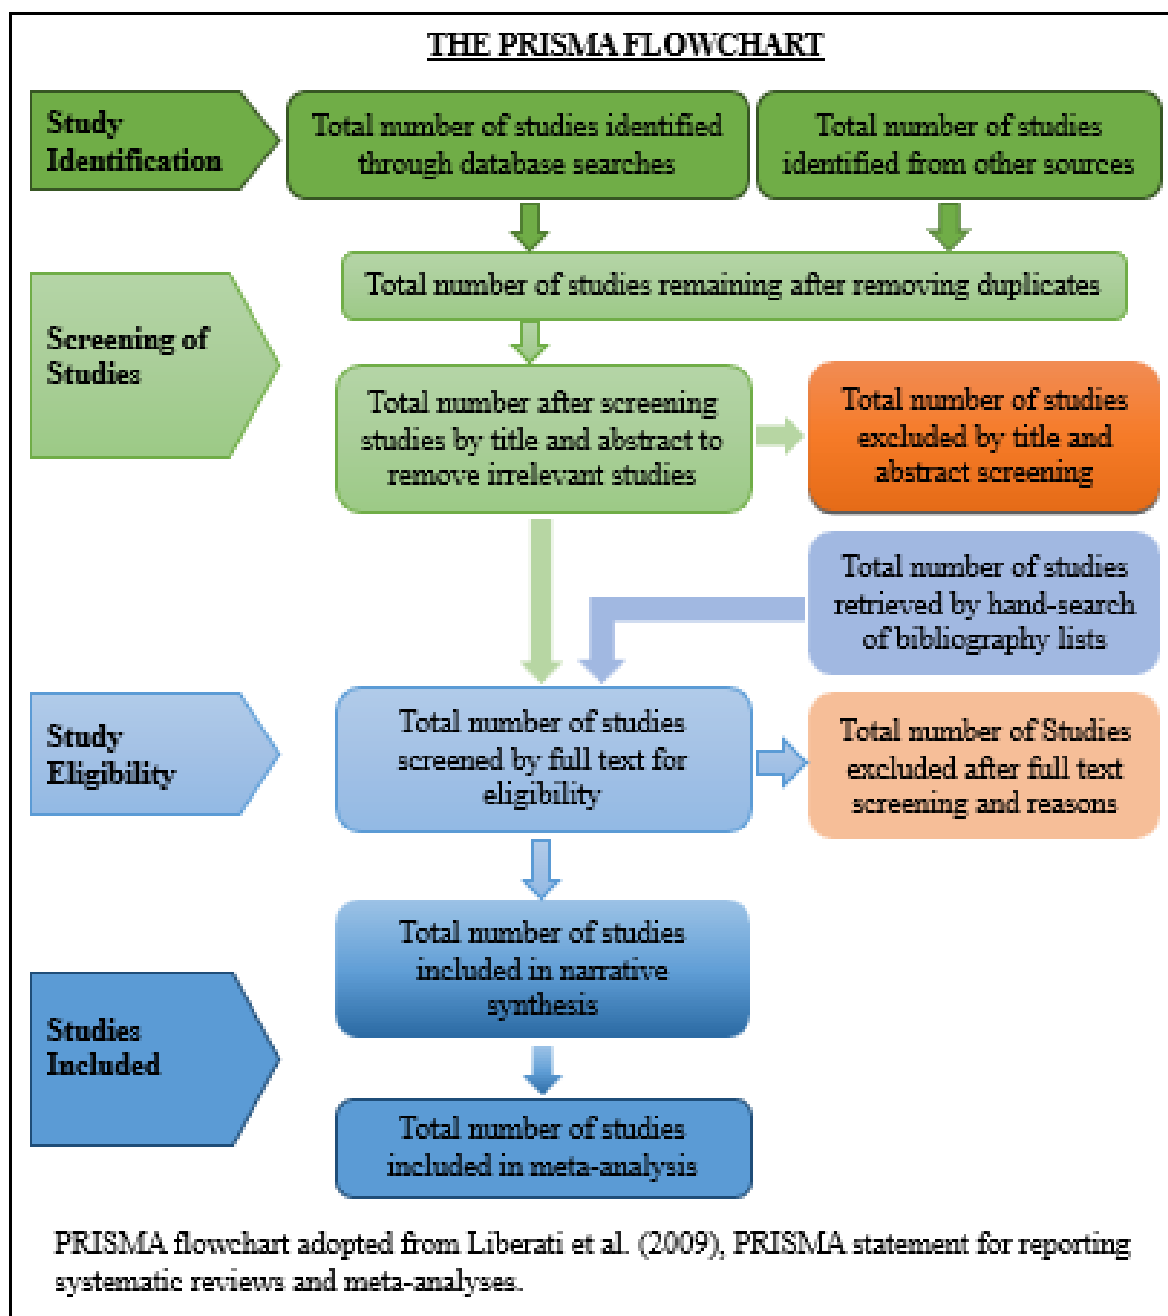 THE PRISMA FLOWCHART
Study
Identification
Total number of studies identified
through database searches
Total number of studies
identified from other sources
Total number of studies remaining after removing duplicates
Screening of
Studies
Total number after screening
studies by title and abstract to
remove irrelevant studies
Total number of studies
excluded by title and
abstract screening
Total number of studies
retrieved by hand-search
of bibliography lists
Study
Eligibility
Total number of studies
screened by full text for
eligibility
Total number of Studies
excluded after full text
screening and reasons
Total number of studies
included in narrative
synthesis
Studies
Included
Total number of studies
included in meta-analysis
PRISMA flowchart adopted from Liberati et al. (2009), PRISMA statement for reporting
systematic reviews and meta-analyses.